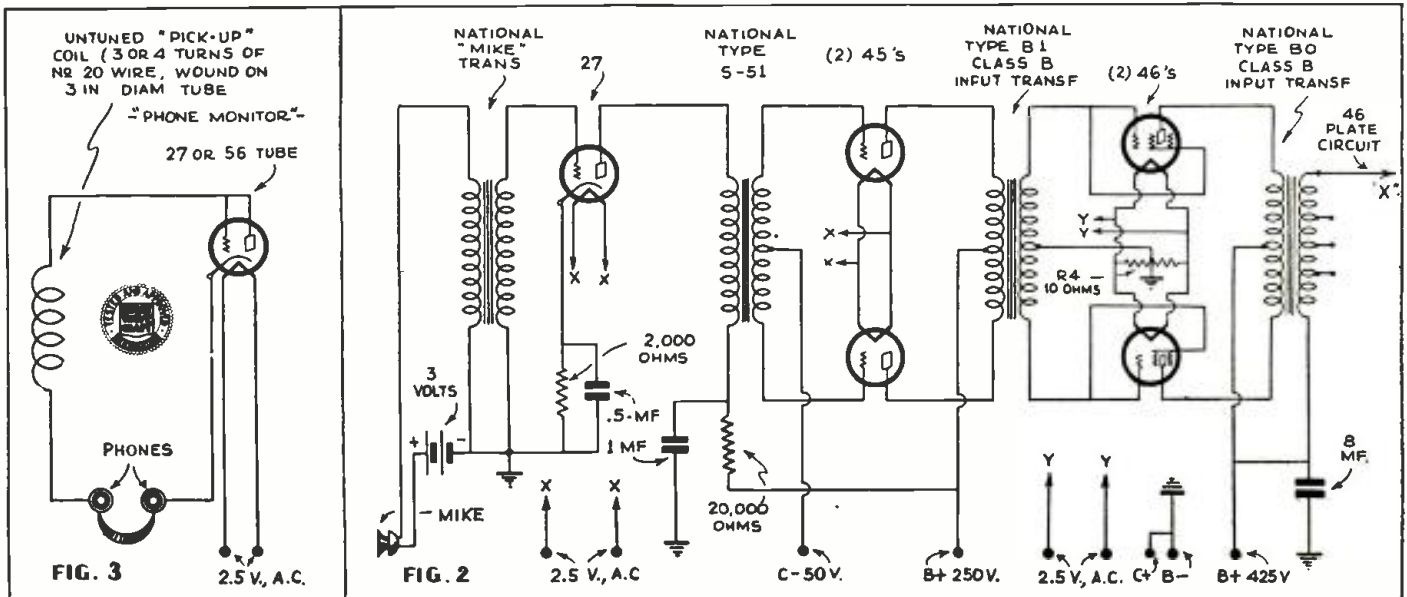 UNTUNED "PICK-UP"
COIL (3 OR 4 TURNS OF
No 20 WIRE, WOUND ON
3 IN DIAM TUBE
-"PHONE MONITOR"-
27 OR 56 TUBE
TESTED AND APPROVED
PHONES
FIG. 3
2.5 V., A.C.
NATIONAL
"MIKE"
TRANS
27
NATIONAL
TYPE
S-51
(2) 45's
NATIONAL
TYPE B1
CLASS B
INPUT TRANSF
(2) 46's
NATIONAL
TYPE BO
CLASS B
INPUT TRANSF
46
PLATE
CIRCUIT
"X"
X
X
X
X
Y
Y
R4 -
10 OHMS
2,000
OHMS
3
VOLTS
+
-
.5-MF
1 MF
20,000
OHMS
8
MF.
- MIKE
X
X
Y
Y
FIG. 2
2.5 V., A.C
C-50 V.
B+ 250 V.
2.5 V., A.C.
C+
B-
B+ 425 V